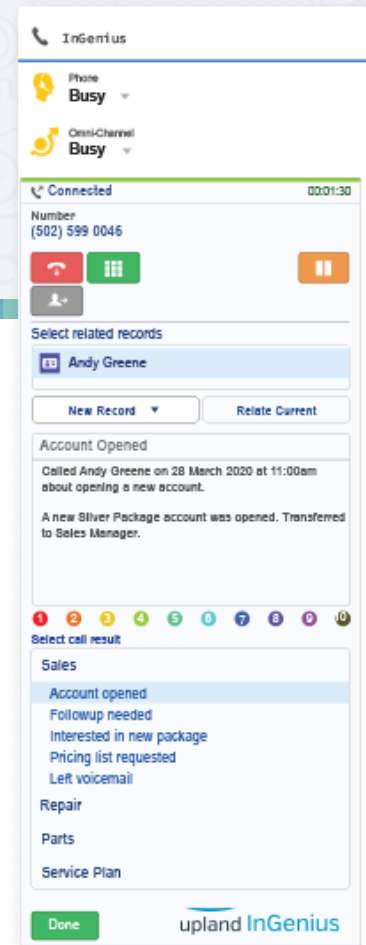 InGenius
Phone
Busy
Omni-Channel
Busy
Connected 00:01:30
Number
(502) 599 0046
Select related records
Andy Greene
New Record Relate Current
Account Opened
Called Andy Greene on 28 March 2020 at 11:00am
about opening a new account.
A new Silver Package account was opened. Transferred
to Sales Manager.
1 2 3 4 5 6 7 8 9 10
Select call result
Sales
Account opened
Followup needed
Interested in new package
Pricing list requested
Left voicemail
Repair
Parts
Service Plan
Done upland InGenius